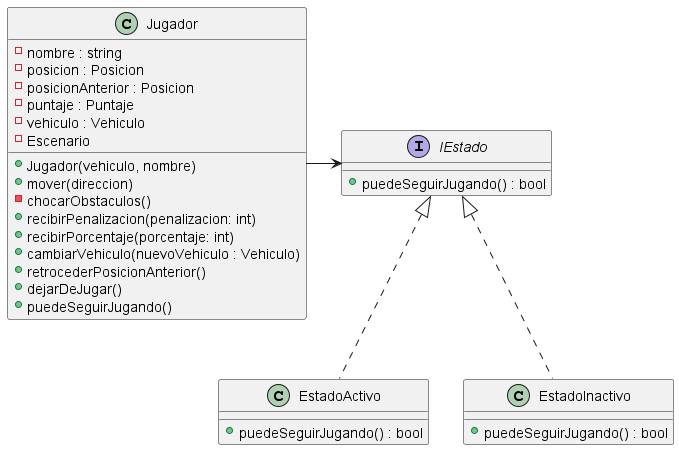 C Jugador
nombre : string
posicion : Posicion
posicionAnterior : Posicion
puntaje : Puntaje
vehiculo : Vehiculo
Escenario
Jugador(vehiculo, nombre)
mover(direccion)
chocarObstaculos()
recibirPenalizacion(penalizacion: int)
recibirPorcentaje(porcentaje: int)
cambiarVehiculo(nuevoVehiculo : Vehiculo)
retrocederPosicionAnterior()
dejarDeJugar()
puedeSeguirJugando()
I IEstado
puedeSeguirJugando() : bool
C EstadoActivo
puedeSeguirJugando() : bool
C EstadoInactivo
puedeSeguirJugando() : bool